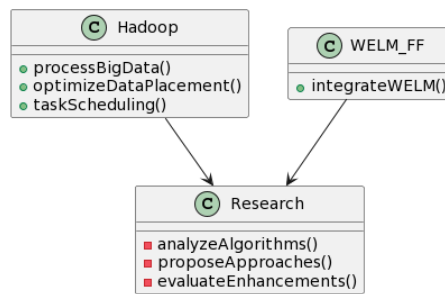 C Hadoop
processBigData()
optimizeDataPlacement()
taskScheduling()
C WELM_FF
integrateWELM()
C Research
analyzeAlgorithms()
proposeApproaches()
evaluateEnhancements()